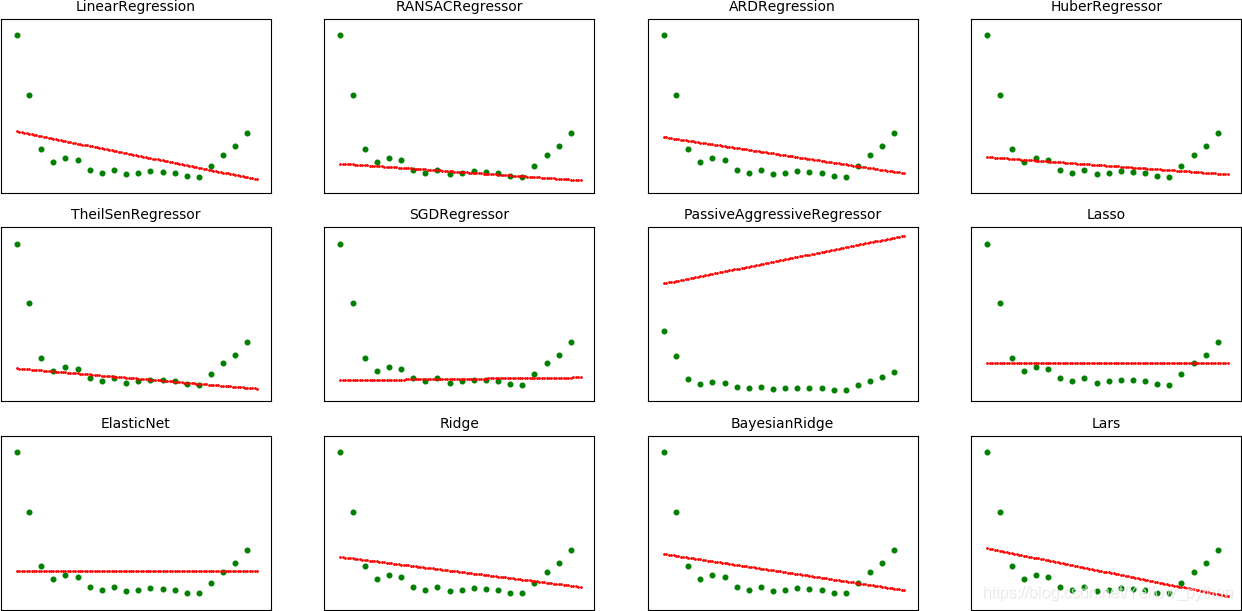 LinearRegression
RANSACRegressor
ARDRegression
HuberRegressor
TheilSenRegressor
SGDRegressor
PassiveAggressiveRegressor
Lasso
ElasticNet
Ridge
BayesianRidge
Lars